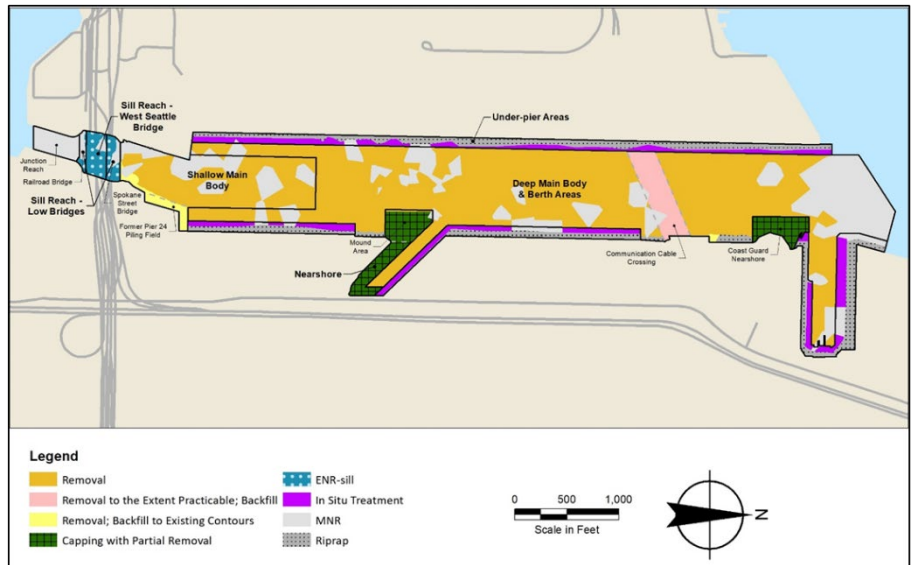 Sill Reach -
West Seattle
Bridge
Under-pier Areas
Junction
Reach
Railroad Bridge
Sill Reach -
Low Bridges
Spokane
Street
Bridge
Former Pier 24
Piling Field
Shallow Main
Body
Mound
Area
Nearshore
Deep Main Body
& Berth Areas
Communication Cable
Crossing
Coast Guard
Nearshore
Legend
Removal
Removal to the Extent Practicable; Backfill
Removal; Backfill to Existing Contours
Capping with Partial Removal
ENR-sill
In Situ Treatment
MNR
Riprap
0 500 1,000
Scale in Feet
N